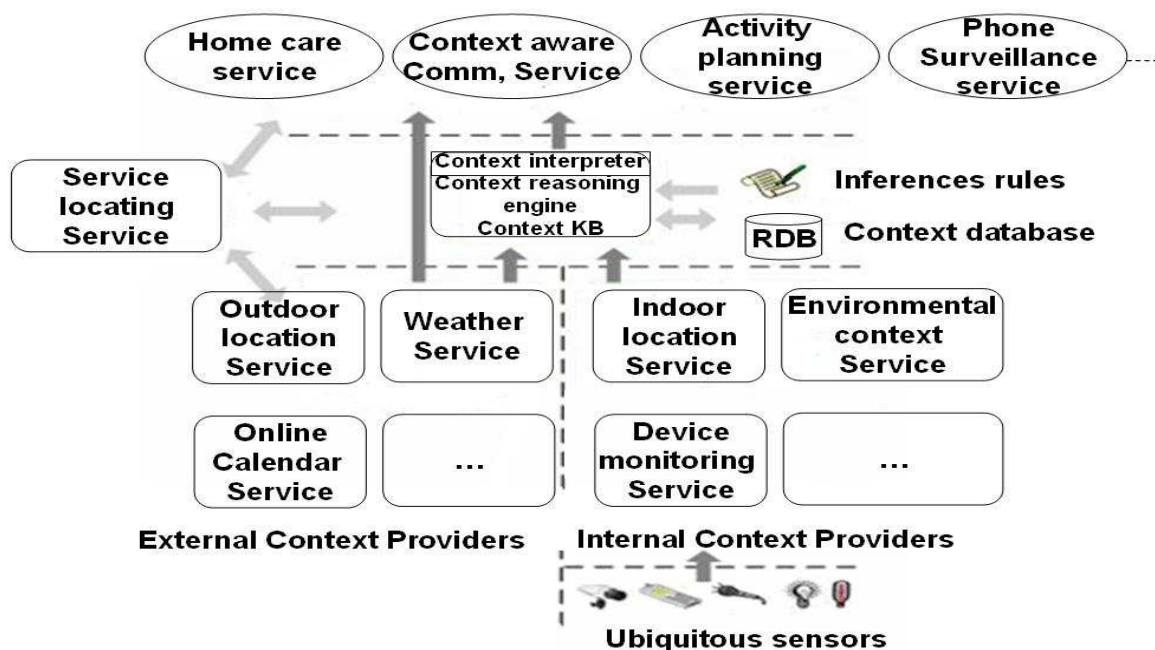 Home care
service
Context aware
Comm, Service
Activity
planning
service
Phone
Surveillance
service
Service
locating
Service
Context interpreter
Context reasoning
engine
Context KB
Inferences rules
RDB
Context database
Outdoor
location
Service
Weather
Service
Indoor
location
Service
Environmental
context
Service
Online
Calendar
Service
...
Device
monitoring
Service
...
External Context Providers
Internal Context Providers
Ubiquitous sensors